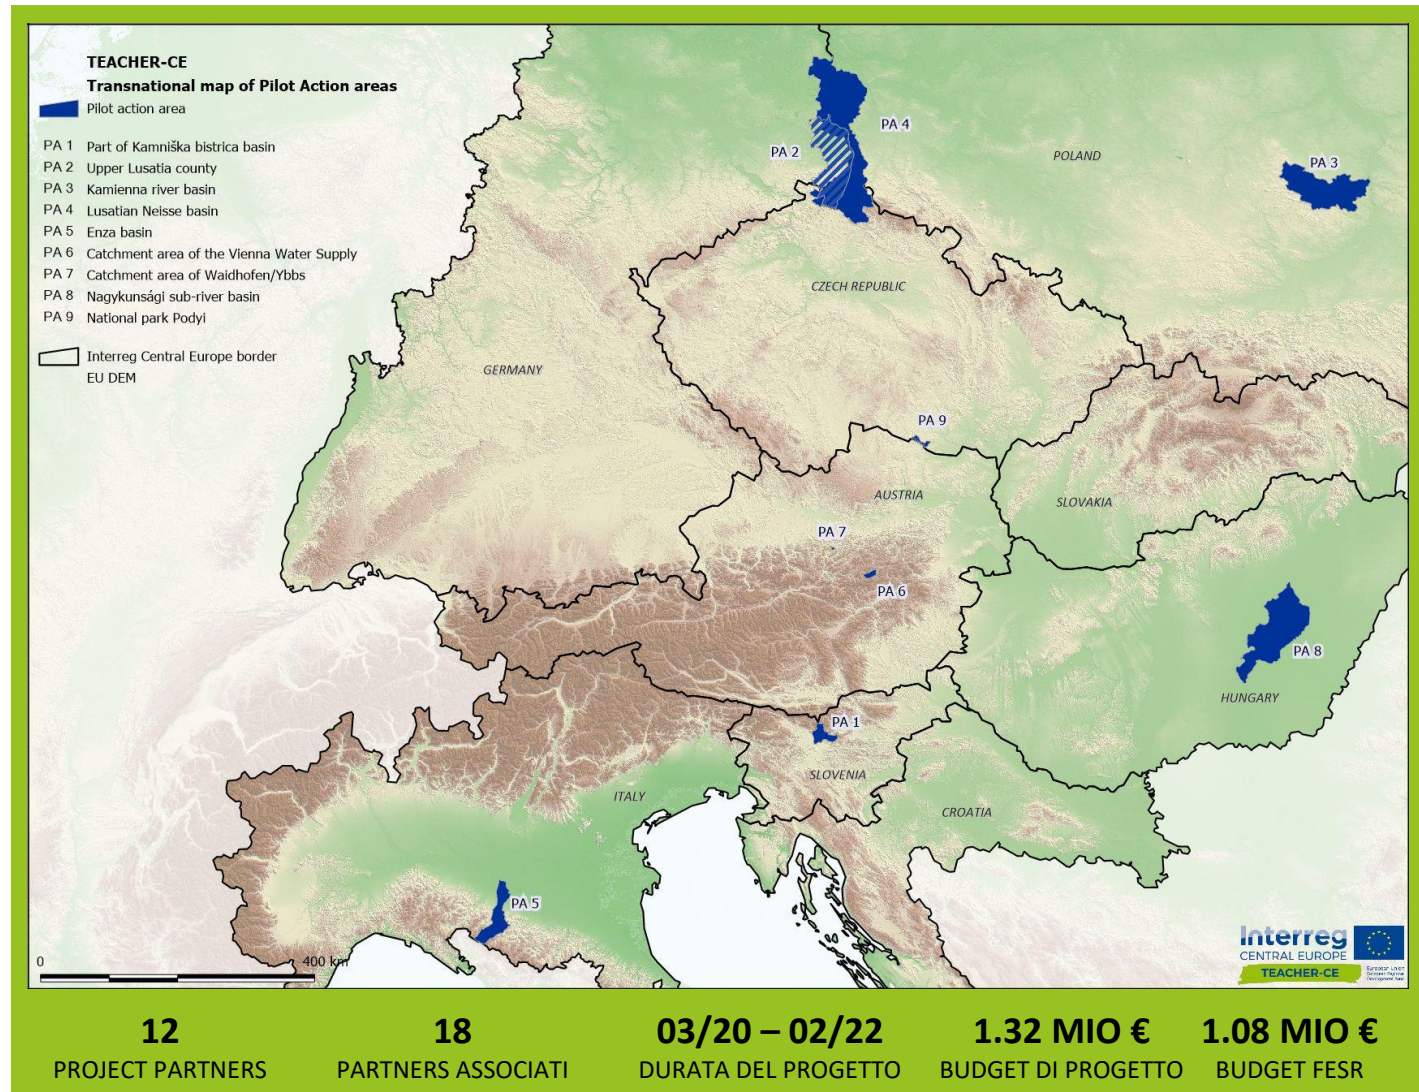 TEACHER-CE
Transnational map of Pilot Action areas
Pilot action area
PA 1 Part of Kamniška bistrica basin
PA 2 Upper Lusatia county
PA 3 Kamienna river basin
PA 4 Lusatian Neisse basin
PA 5 Enza basin
PA 6 Catchment area of the Vienna Water Supply
PA 7 Catchment area of Waidhofen/Ybbs
PA 8 Nagykunsági sub-river basin
PA 9 National park Podyi
Interreg Central Europe border
EU DEM
PA 4
PA 2
POLAND
PA 3
CZECH REPUBLIC
GERMANY
PA 9
AUSTRIA
SLOVAKIA
PA 7
PA 6
PA 8
HUNGARY
PA 1
SLOVENIA
ITALY
CROATIA
PA 5
0
400 km
Interreg
CENTRAL EUROPE
TEACHER-CE
European Union
European Regional
Development Fund
12
PROJECT PARTNERS
18
PARTNERS ASSOCIATI
03/20 – 02/22
DURATA DEL PROGETTO
1.32 MIO €
BUDGET DI PROGETTO
1.08 MIO €
BUDGET FESR